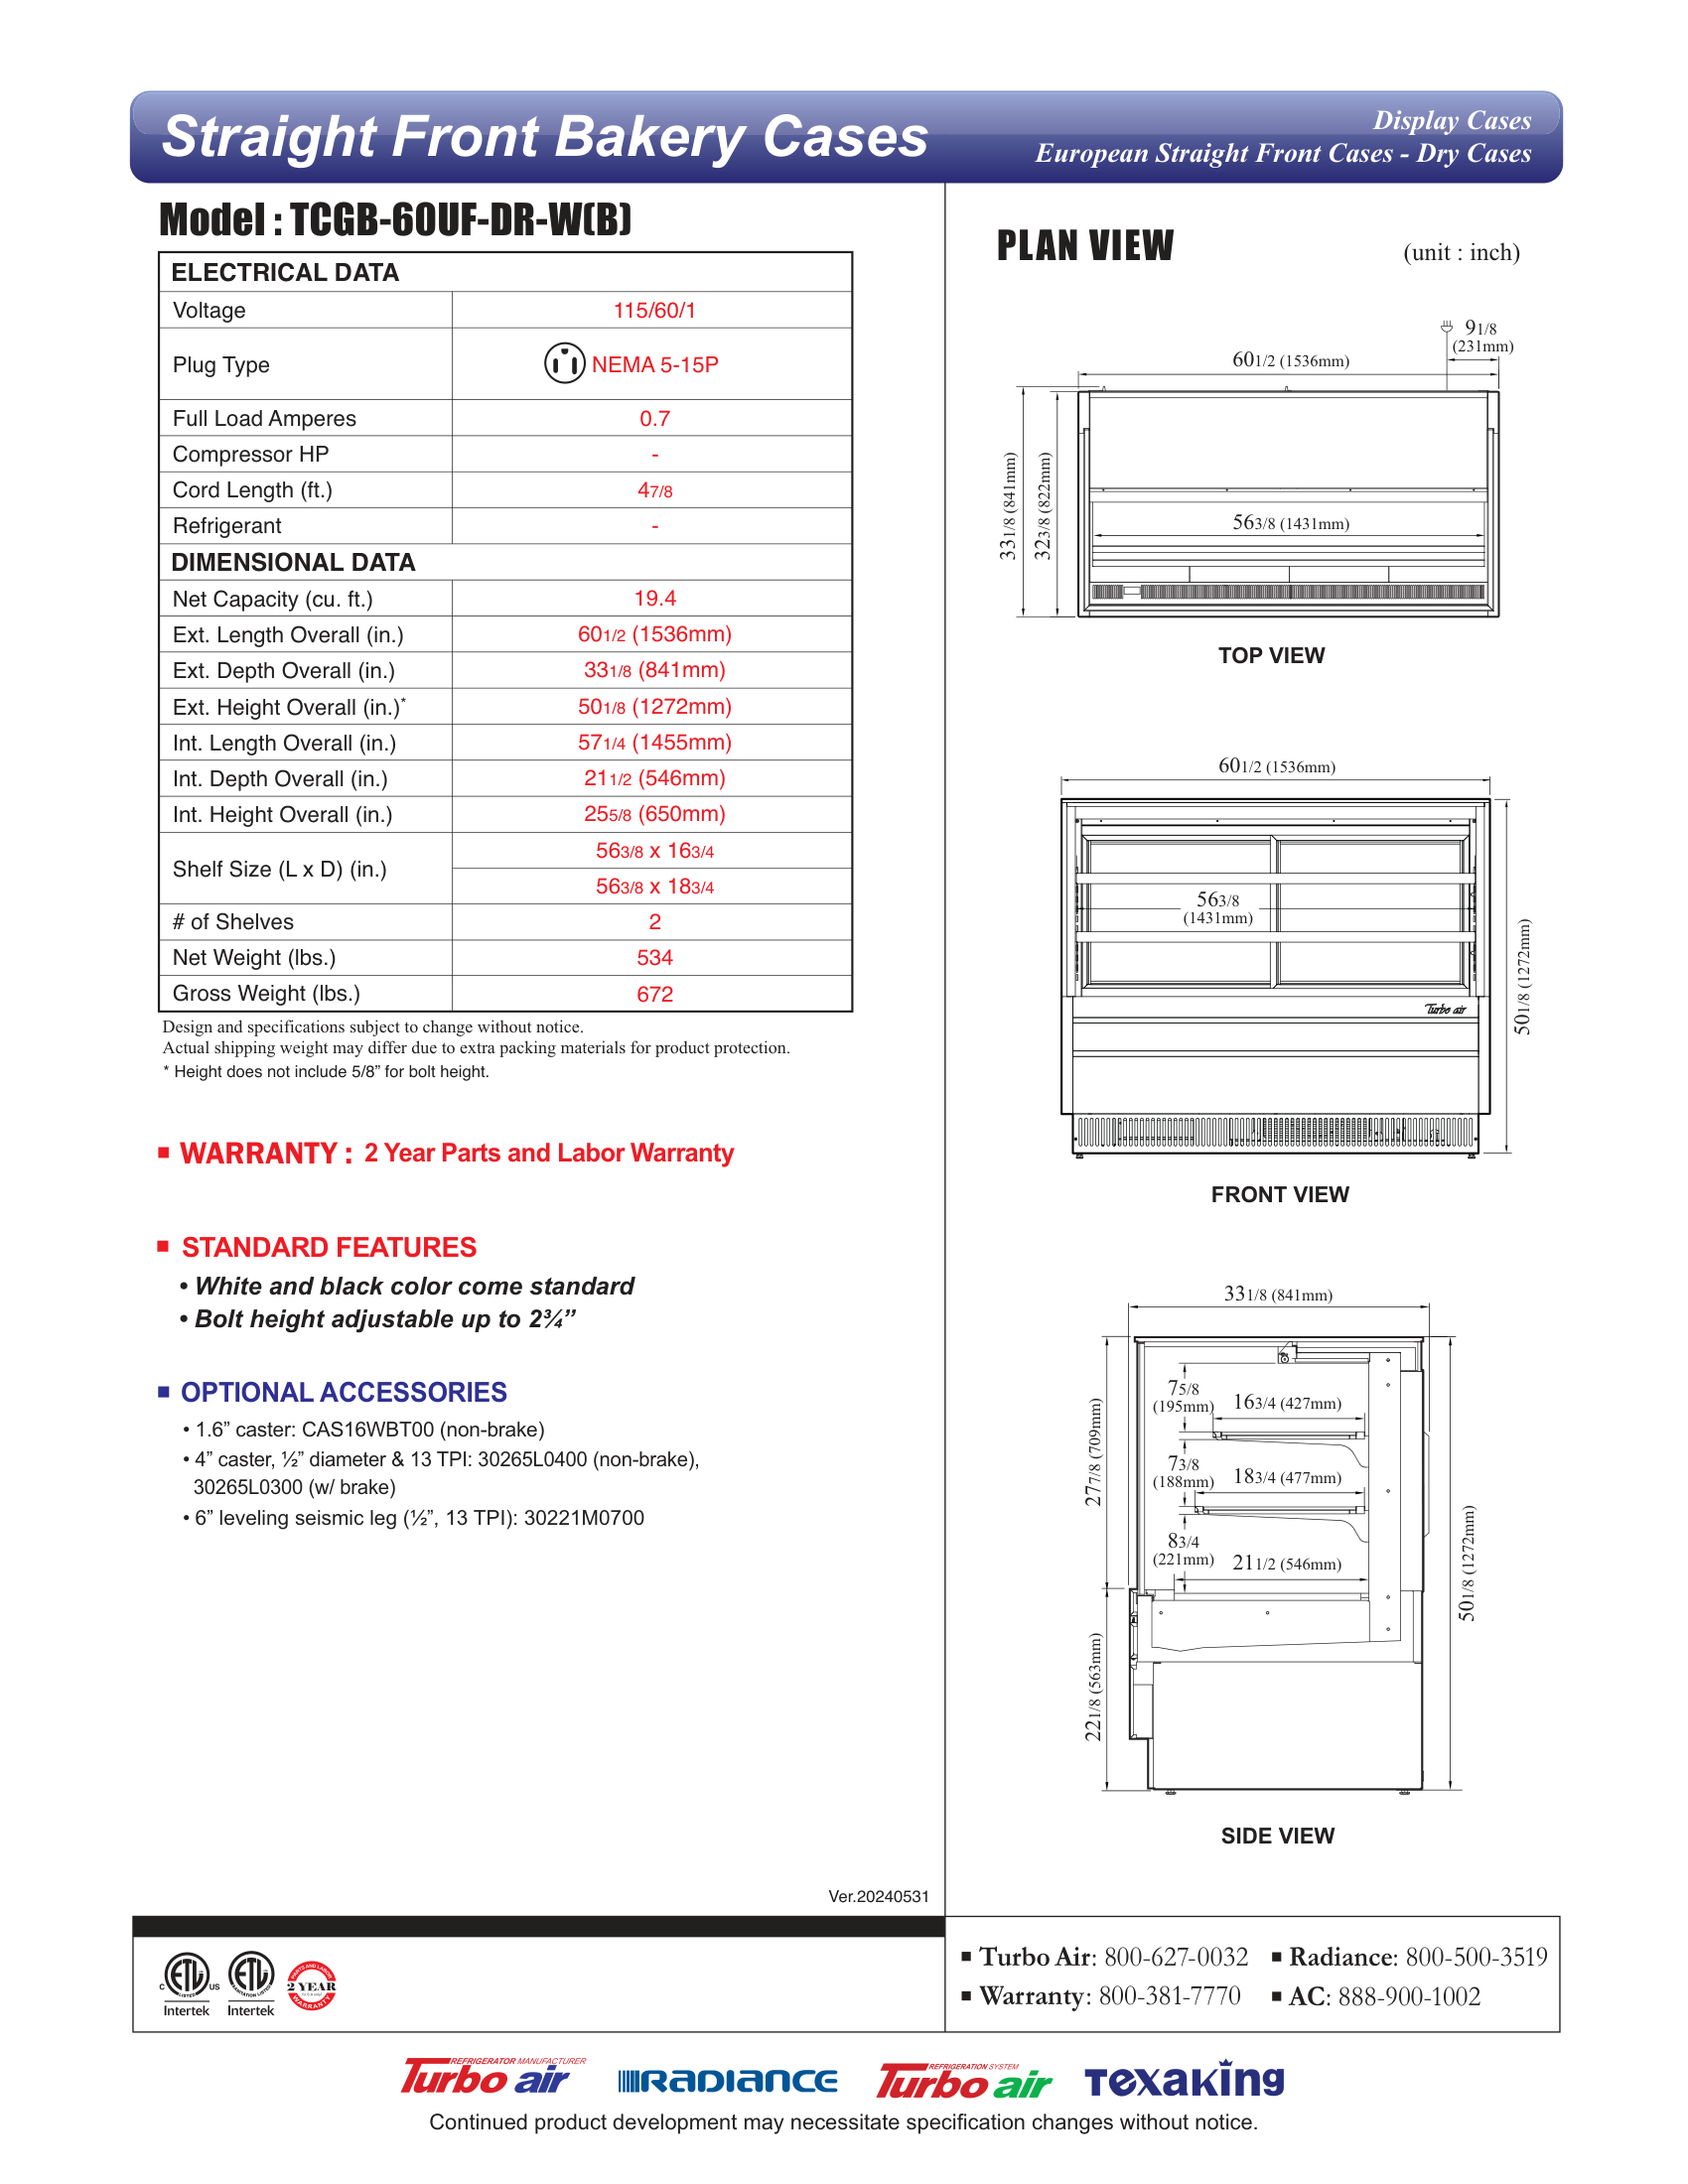 Straight Front Bakery Cases
Display Cases
European Straight Front Cases - Dry Cases
Model : TCGB-60UF-DR-W(B)
ELECTRICAL DATA
Voltage 115/60/1
Plug Type NEMA 5-15P
Full Load Amperes 0.7
Compressor HP -
Cord Length (ft.) 47/8
Refrigerant -
DIMENSIONAL DATA
Net Capacity (cu. ft.) 19.4
Ext. Length Overall (in.) 601/2 (1536mm)
Ext. Depth Overall (in.) 331/8 (841mm)
Ext. Height Overall (in.)* 501/8 (1272mm)
Int. Length Overall (in.) 571/4 (1455mm)
Int. Depth Overall (in.) 211/2 (546mm)
Int. Height Overall (in.) 255/8 (650mm)
Shelf Size (L x D) (in.) 563/8 x 163/4
563/8 x 183/4
# of Shelves 2
Net Weight (lbs.) 534
Gross Weight (lbs.) 672
Design and specifications subject to change without notice.
Actual shipping weight may differ due to extra packing materials for product protection.
* Height does not include 5/8” for bolt height.
■ WARRANTY : 2 Year Parts and Labor Warranty
■ STANDARD FEATURES
• White and black color come standard
• Bolt height adjustable up to 2¾”
■ OPTIONAL ACCESSORIES
• 1.6” caster: CAS16WBT00 (non-brake)
• 4” caster, ½” diameter & 13 TPI: 30265L0400 (non-brake),
30265L0300 (w/ brake)
• 6” leveling seismic leg (½”, 13 TPI): 30221M0700
Ver.20240531
PLAN VIEW
(unit : inch)
91/8
(231mm)
601/2 (1536mm)
331/8 (841mm)
323/8 (822mm)
563/8 (1431mm)
TOP VIEW
601/2 (1536mm)
563/8
(1431mm)
Turbo air
501/8 (1272mm)
FRONT VIEW
331/8 (841mm)
75/8
(195mm)
163/4 (427mm)
277/8 (709mm)
73/8
(188mm)
183/4 (477mm)
83/4
(221mm)
211/2 (546mm)
501/8 (1272mm)
221/8 (563mm)
SIDE VIEW
C ETL US
LISTED
Intertek
ETL
SANITATION LISTED
Intertek
PARTS AND LABOR
2 YEAR
WARRANTY
■ Turbo Air: 800-627-0032 ■ Radiance: 800-500-3519
■ Warranty: 800-381-7770 ■ AC: 888-900-1002
REFRIGERATOR MANUFACTURER
Turbo air
RADIANCE
REFRIGERATION SYSTEM
Turbo air
Texaking
Continued product development may necessitate specification changes without notice.